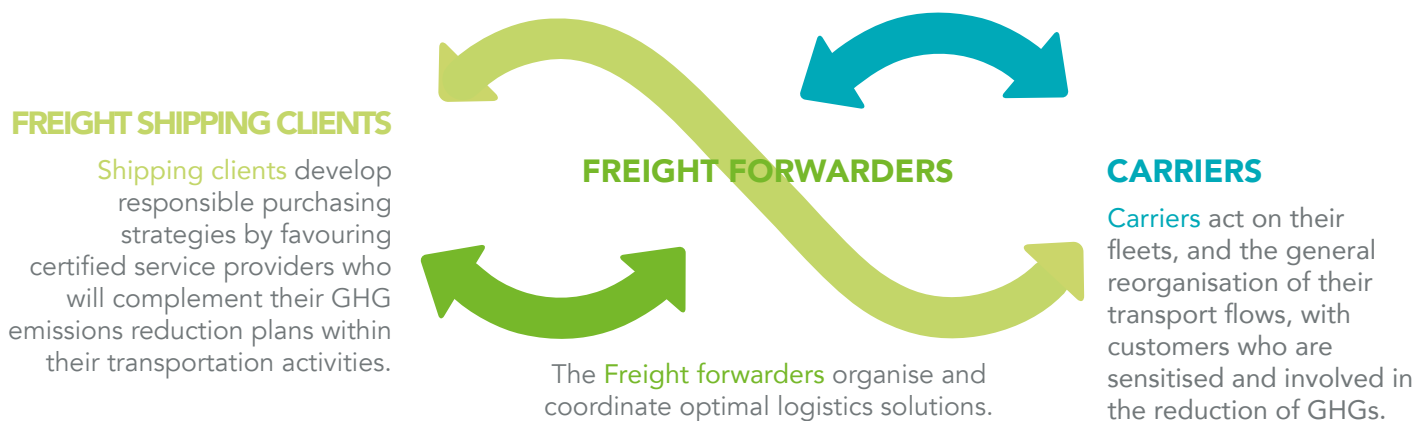 FREIGHT SHIPPING CLIENTS
Shipping clients develop
responsible purchasing
strategies by favouring
certified service providers who
will complement their GHG
emissions reduction plans within
their transportation activities.
FREIGHT FORWARDERS
The Freight forwarders organise and
coordinate optimal logistics solutions.
CARRIERS
Carriers act on their
fleets, and the general
reorganisation of their
transport flows, with
customers who are
sensitised and involved in
the reduction of GHGs.